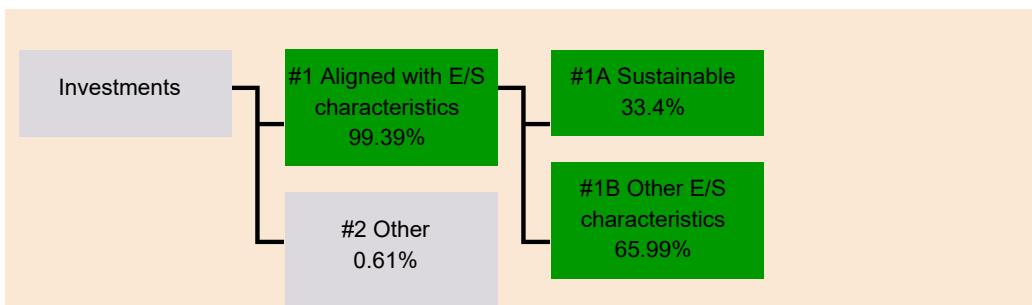 Investments
#1 Aligned with E/S
characteristics
99.39%
#2 Other
0.61%
#1A Sustainable
33.4%
#1B Other E/S
characteristics
65.99%